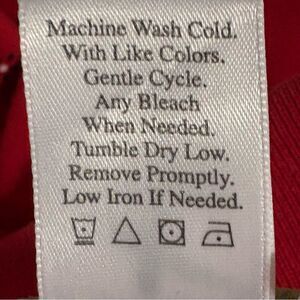 Machine Wash Cold.
With Like Colors.
Gentle Cycle.
Any Bleach
When Needed.
Tumble Dry Low.
Remove Promptly.
Low Iron If Needed.